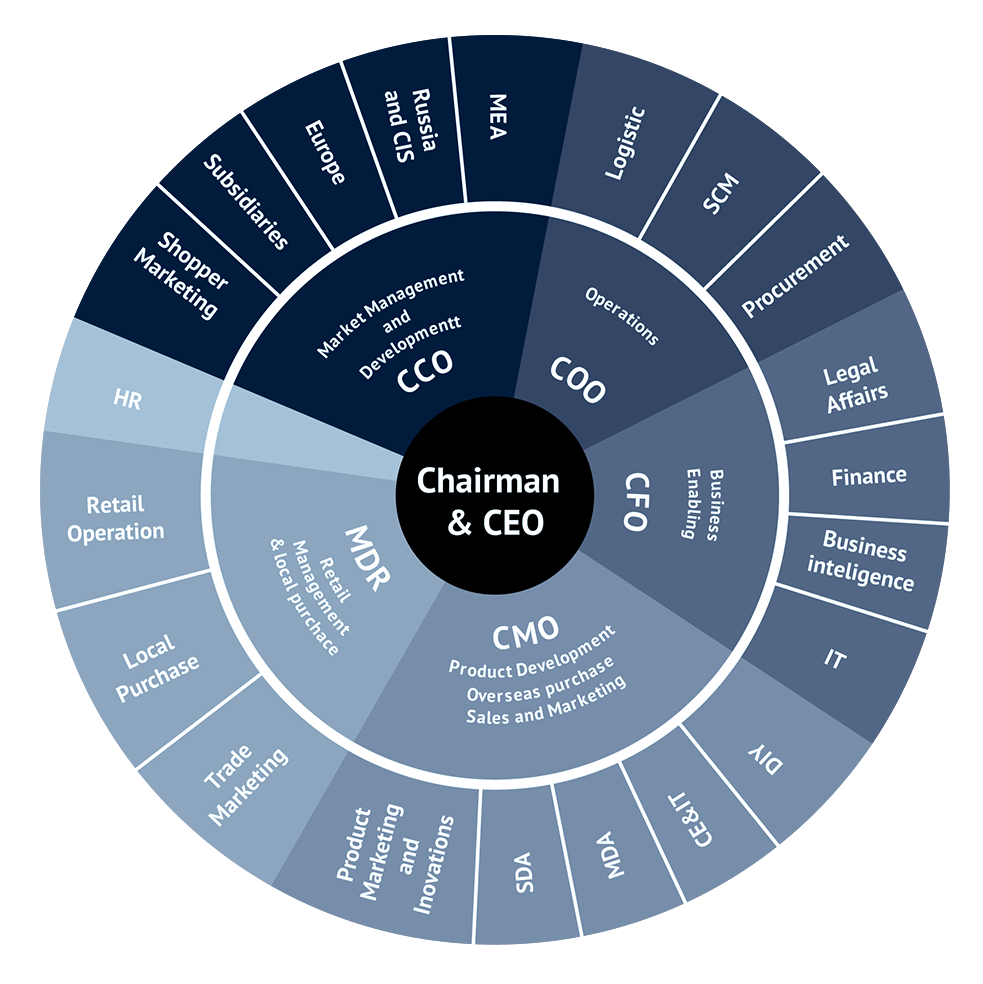 Chairman
& CEO
CCO
Market Management
and
Developmentt
Shopper
Marketing
Subsidiaries
Europe
Russia
and CIS
MEA
COO
Operations
Logistic
SCM
Procurement
CFO
Business
Enabling
Legal
Affairs
Finance
Business
inteligence
IT
CMO
Product Development
Overseas purchase
Sales and Marketing
DIY
CE&IT
MDA
SDA
Product
Marketing
and
Inovations
MDR
Retail
Management
& local purchace
Trade
Marketing
Local
Purchase
Retail
Operation
HR